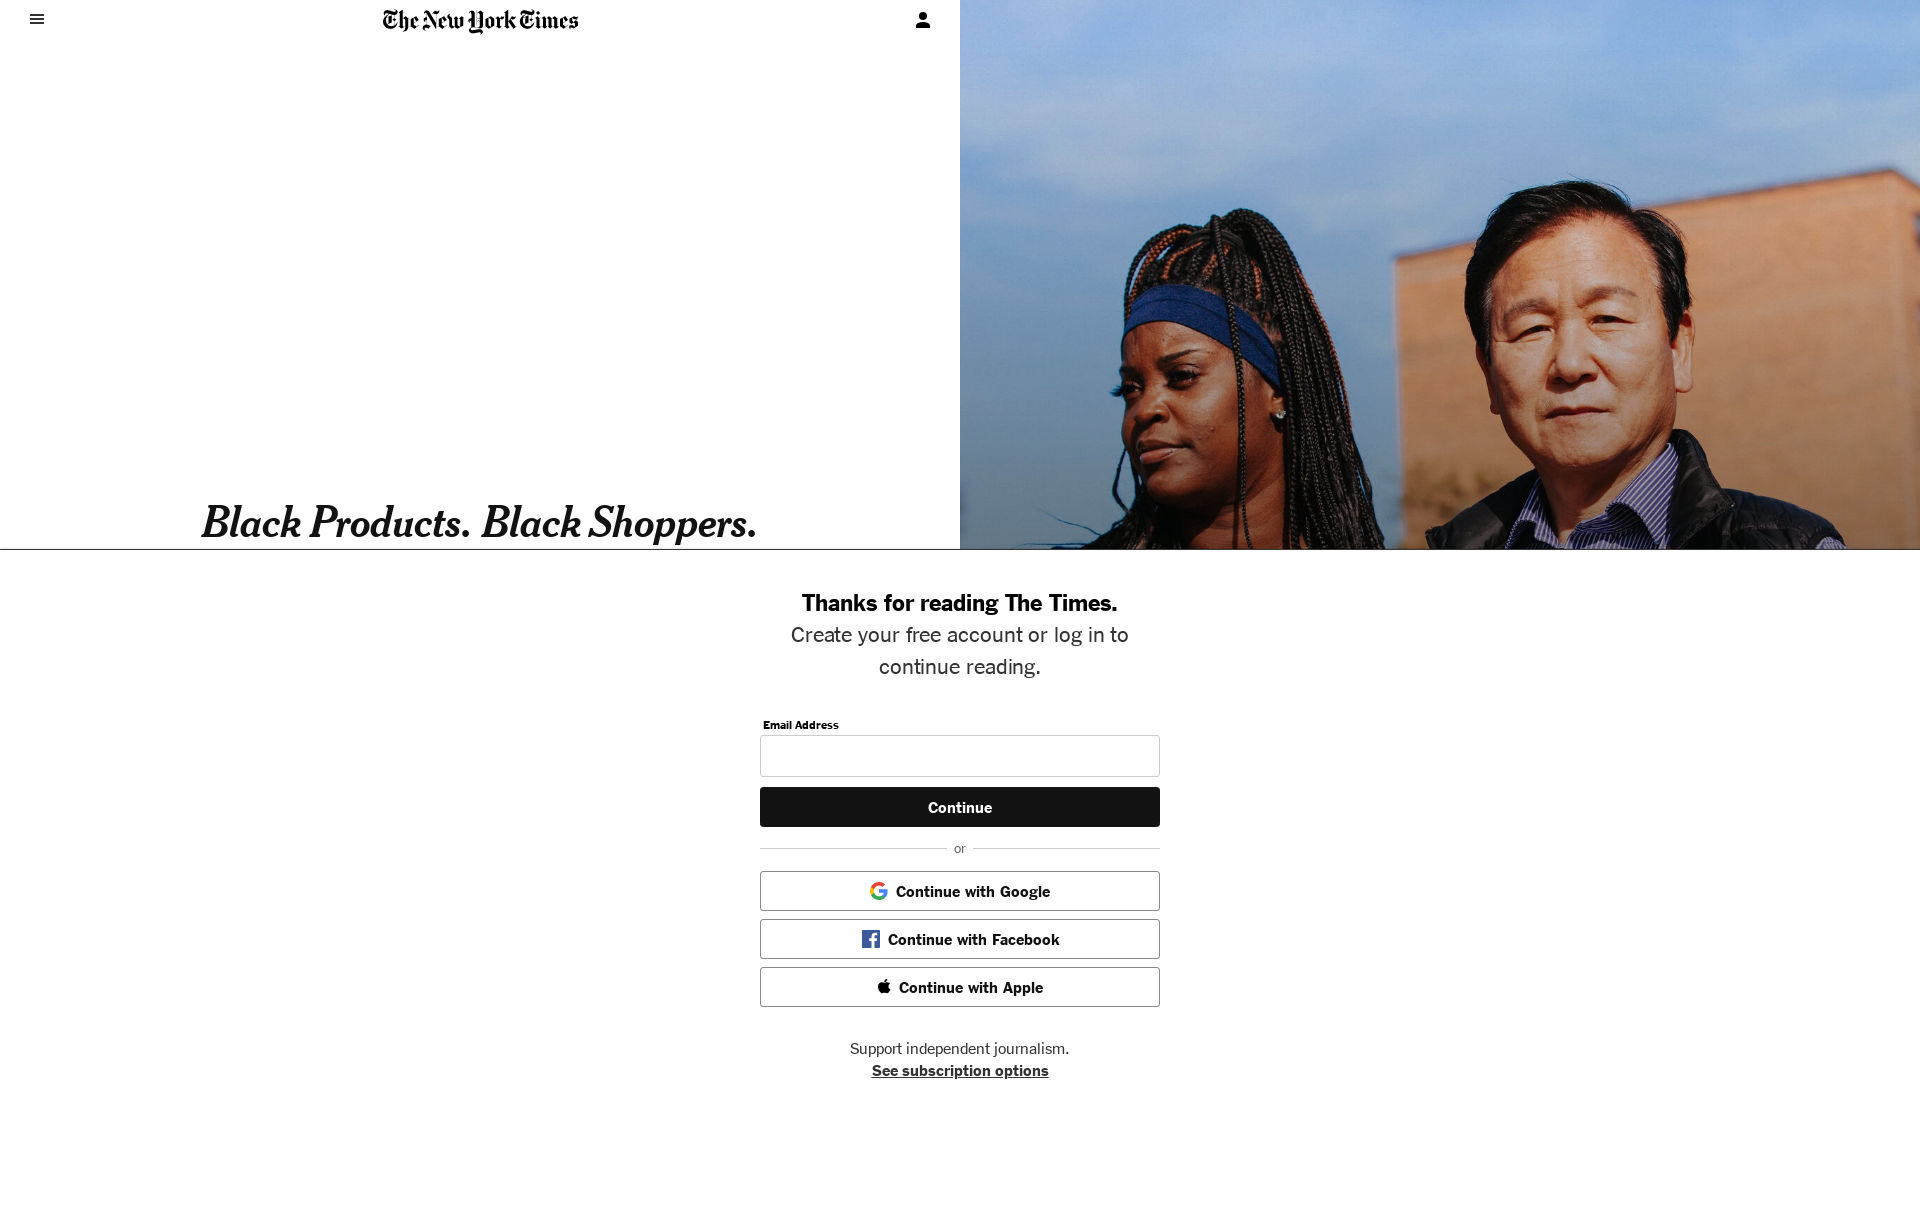 The New York Times
Black Products. Black Shoppers.
Thanks for reading The Times.
Create your free account or log in to
continue reading.
Email Address
Continue
or
Continue with Google
Continue with Facebook
Continue with Apple
Support independent journalism.
See subscription options